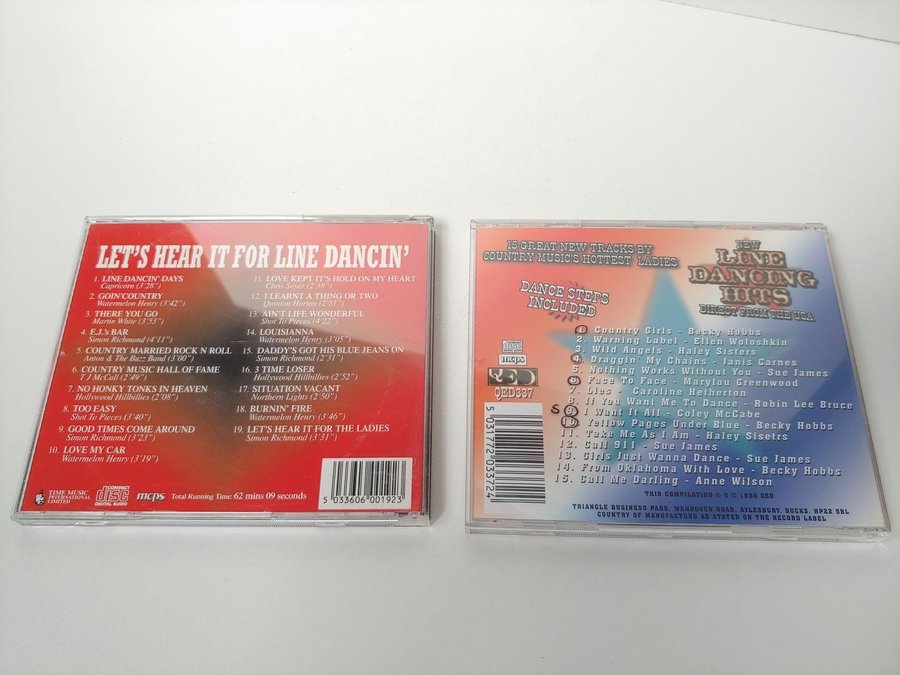 LET'S HEAR IT FOR LINE DANCIN'
1. LINE DANCIN' DAYS
Capricorn (3'28")
2. GOIN'COUNTRY
Watermelon Henry (3'42")
3. THERE YOU GO
Martin White (3'53")
4. E.J.'s BAR
Simon Richmond (4'11")
5. COUNTRY MARRIED ROCK N ROLL
Anton & The Buzz Band (3'00")
6. COUNTRY MUSIC HALL OF FAME
T J McCall (2'49")
7. NO HONKY TONKS IN HEAVEN
Hollywood Hillbillies (2'08")
8. TOO EASY
Shot To Pieces (3'40")
9. GOOD TIMES COME AROUND
Simon Richmond (3'23")
10. LOVE MY CAR
Watermelon Henry (3'19")
11. LOVE KEPT IT'S HOLD ON MY HEART
Chris Saver (2'38")
12. I LEARNT A THING OR TWO
Quinton Horton (2'51")
13. AIN'T LIFE WONDERFUL
Shot To Pieces (4'22")
14. LOUISIANNA
Watermelon Henry (3'05")
15. DADDY'S GOT HIS BLUE JEANS ON
Simon Richmond (2'31")
16. 3 TIME LOSER
Hollywood Hillbillies (2'52")
17. SITUATION VACANT
Northern Lights (2'50")
18. BURNIN' FIRE
Watermelon Henry (3'46")
19. LET'S HEAR IT FOR THE LADIES
Simon Richmond (3'31")
TIME MUSIC
INTERNATIONAL
LIMITED
COMPACT
disc
DIGITAL AUDIO
mcps
Total Running Time: 62 mins 09 seconds
5 033606 001923
15 GREAT NEW TRACKS BY
COUNTRY MUSIC'S HOTTEST LADIES
NEW
LINE
DANCING
HITS
DIRECT FROM THE USA
DANCE STEPS
INCLUDED
disc
mcps
QED
QED337
5 031772 033724
1. Country Girls - Becky Hobbs
2. Warning Label - Ellen Woloshkin
3. Wild Angels - Haley Sisters
4. Draggin' My Chains - Janis Carnes
5. Nothing Works Without You - Sue James
6. Face To Face - Marylou Greenwood
7. Lies - Caroline Hetherton
8. If You Want Me To Dance - Robin Lee Bruce
S 9. I Want It All - Coley McCabe
10. Yellow Pages Under Blue - Becky Hobbs
11. Take Me As I Am - Haley Sisetrs
12. Call 911 - Sue James
13. Girls Just Wanna Dance - Sue James
14. From Oklahoma With Love - Becky Hobbs
15. Call Me Darling - Anne Wilson
THIS COMPILATION ℗ © 1998 QED
TRIANGLE BUSINESS PARK, WENDOVER ROAD, AYLESBURY, BUCKS. HP22 5BL
COUNTRY OF MANUFACTURE AS STATED ON THE RECORD LABEL